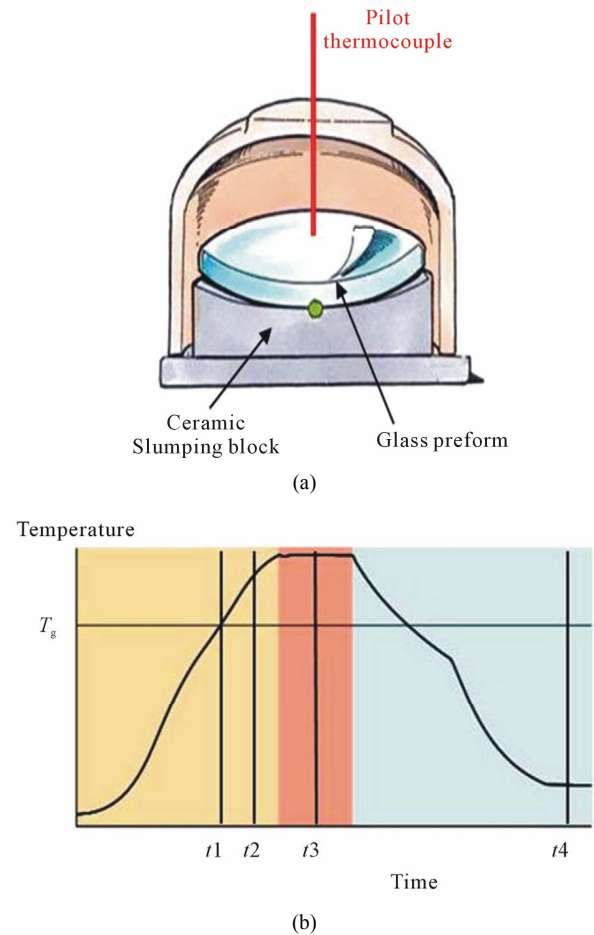 Pilot
thermocouple
Ceramic
Slumping block
Glass preform
(a)
Temperature
Tg
t1 t2 t3 t4
Time
(b)